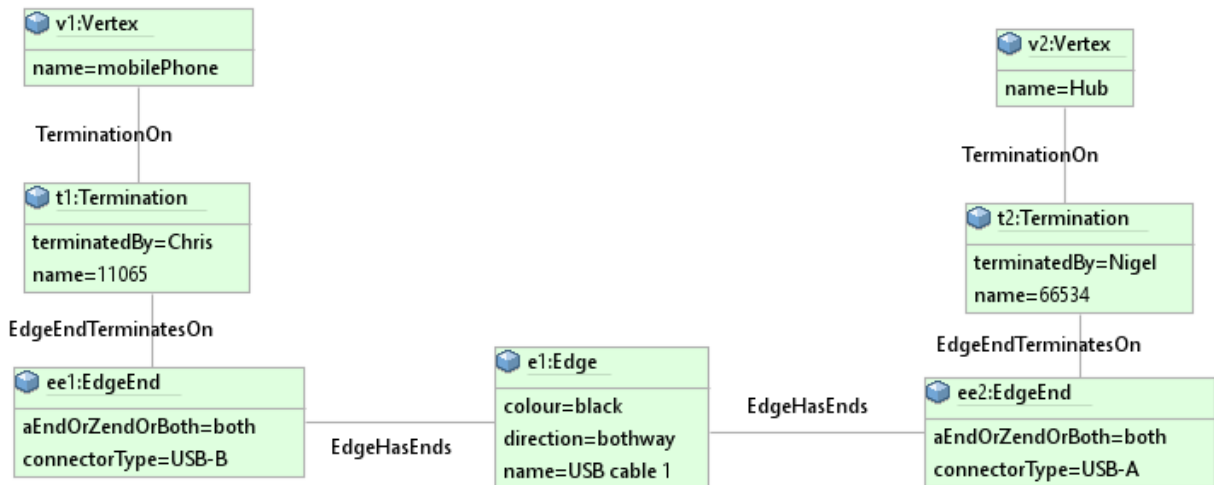 v1:Vertex
name=mobilePhone
TerminationOn
t1:Termination
terminatedBy=Chris
name=11065
EdgeEndTerminatesOn
ee1:EdgeEnd
aEndOrZendOrBoth=both
connectorType=USB-B
EdgeHasEnds
e1:Edge
colour=black
direction=bothway
name=USB cable 1
EdgeHasEnds
v2:Vertex
name=Hub
TerminationOn
t2:Termination
terminatedBy=Nigel
name=66534
EdgeEndTerminatesOn
ee2:EdgeEnd
aEndOrZendOrBoth=both
connectorType=USB-A